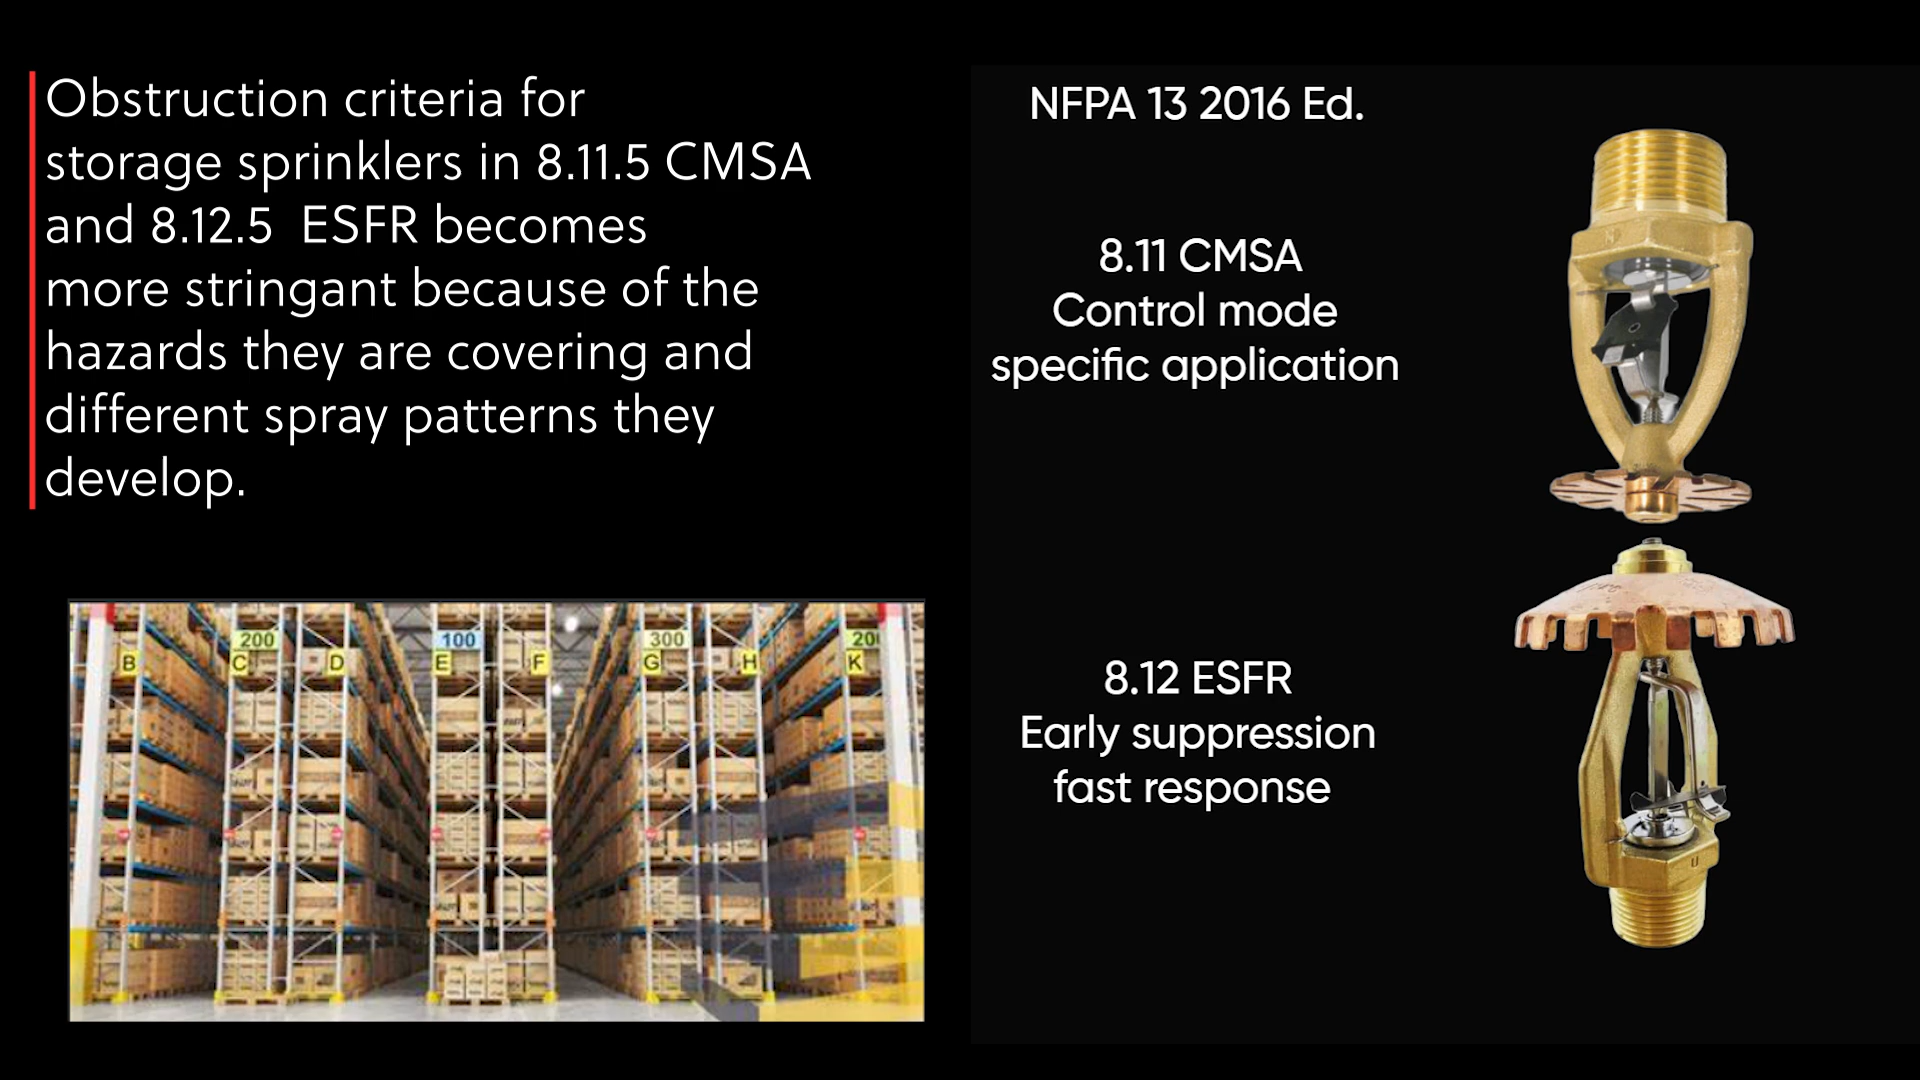 Obstruction criteria for
storage sprinklers in 8.11.5 CMSA
and 8.12.5 ESFR becomes
more stringant because of the
hazards they are covering and
different spray patterns they
develop.
NFPA 13 2016 Ed.
8.11 CMSA
Control mode
specific application
8.12 ESFR
Early suppression
fast response
200
100
300
B
C
D
E
F
G
H
K